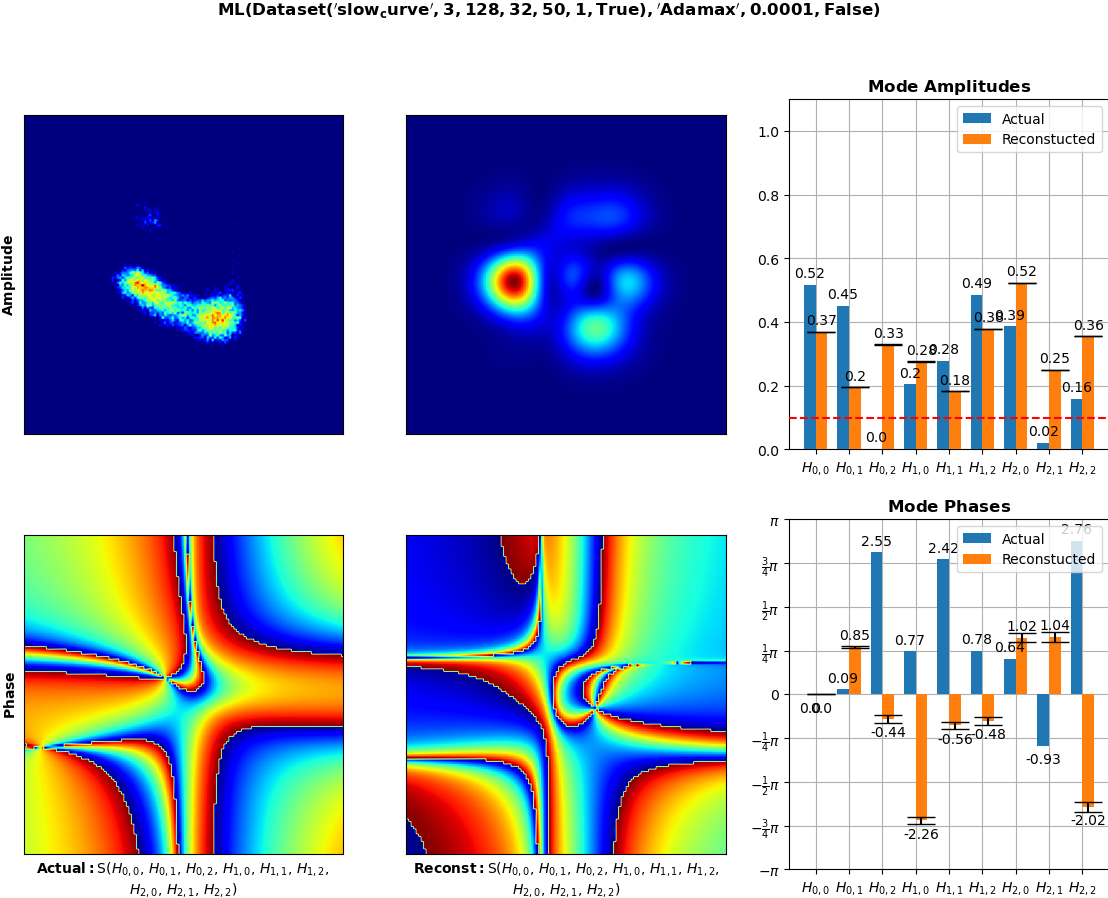 ML(Dataset('slow_curve', 3, 128, 32, 50, 1, True), 'Adamax', 0.0001, False)
Amplitude
Mode Amplitudes
Actual
Reconstucted
1.0
0.8
0.6
0.4
0.2
0.0
0.52 0.45 0.0 0.2 0.28 0.49 0.39 0.02 0.16
0.37 0.2 0.33 0.28 0.18 0.38 0.52 0.25 0.36
H0,0 H0,1 H0,2 H1,0 H1,1 H1,2 H2,0 H2,1 H2,2
Phase
Mode Phases
Actual
Reconstucted
π
3/4π
1/2π
1/4π
0
−1/4π
−1/2π
−3/4π
−π
0.0 0.09 2.55 0.77 2.42 0.78 0.64 -0.93 2.76
0.0 0.85 -0.44 -2.26 -0.56 -0.48 1.02 1.04 -2.02
H0,0 H0,1 H0,2 H1,0 H1,1 H1,2 H2,0 H2,1 H2,2
Actual: S(H0,0, H0,1, H0,2, H1,0, H1,1, H1,2,
H2,0, H2,1, H2,2)
Reconst: S(H0,0, H0,1, H0,2, H1,0, H1,1, H1,2,
H2,0, H2,1, H2,2)